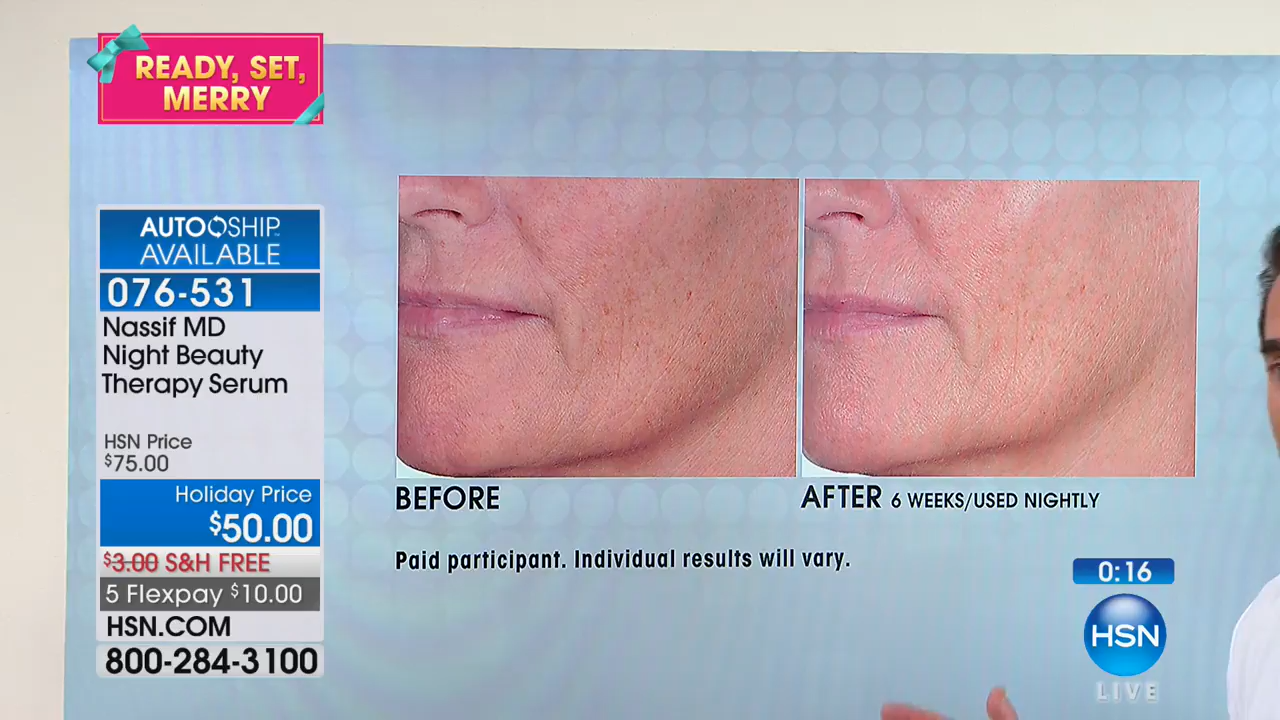 READY, SET,
MERRY
AUTOSHIP
AVAILABLE
076-531
Nassif MD
Night Beauty
Therapy Serum
HSN Price
$75.00
Holiday Price
$50.00
$3.00 S&H FREE
5 Flexpay $10.00
HSN.COM
800-284-3100
BEFORE
AFTER 6 WEEKS/USED NIGHTLY
Paid participant. Individual results will vary.
0:16
HSN
LIVE